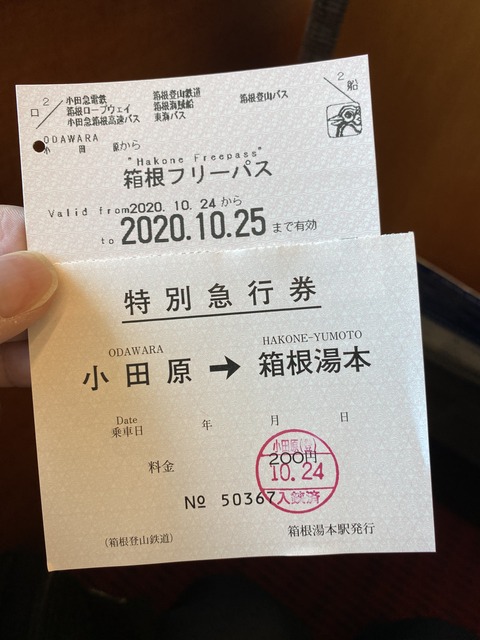 2
口
小田急電鉄 箱根登山鉄道 箱根登山バス
箱根ロープウェイ 箱根海賊船
小田急箱根高速バス 東海バス
2
船
ODAWARA
小 田 原から
"Hakone Freepass"
箱根フリーパス
Valid from 2020. 10. 24 から
to 2020.10.25 まで有効
特別急行券
ODAWARA HAKONE-YUMOTO
小田原 → 箱根湯本
Date
乗車日 年 月 日
小田原
料金 200円
10.24
入鋏済
№ 50367
(箱根登山鉄道) 箱根湯本駅発行